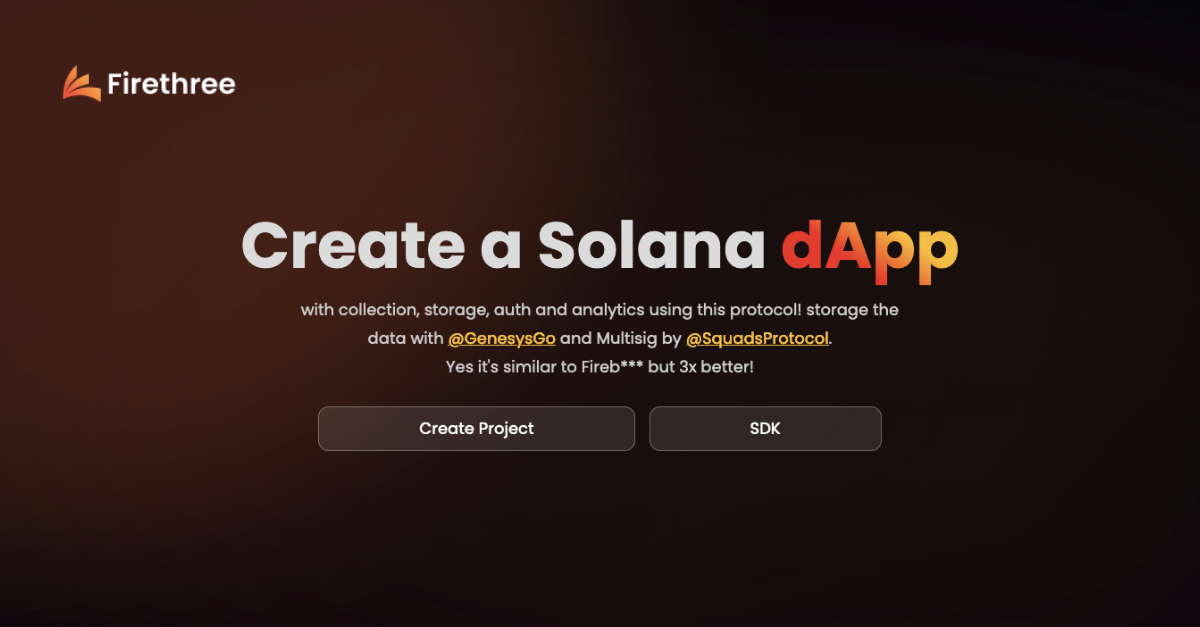 Firethree
Create a Solana dApp
with collection, storage, auth and analytics using this protocol! storage the
data with @GenesysGo and Multisig by @SquadsProtocol.
Yes it's similar to Fireb*** but 3x better!
Create Project
SDK